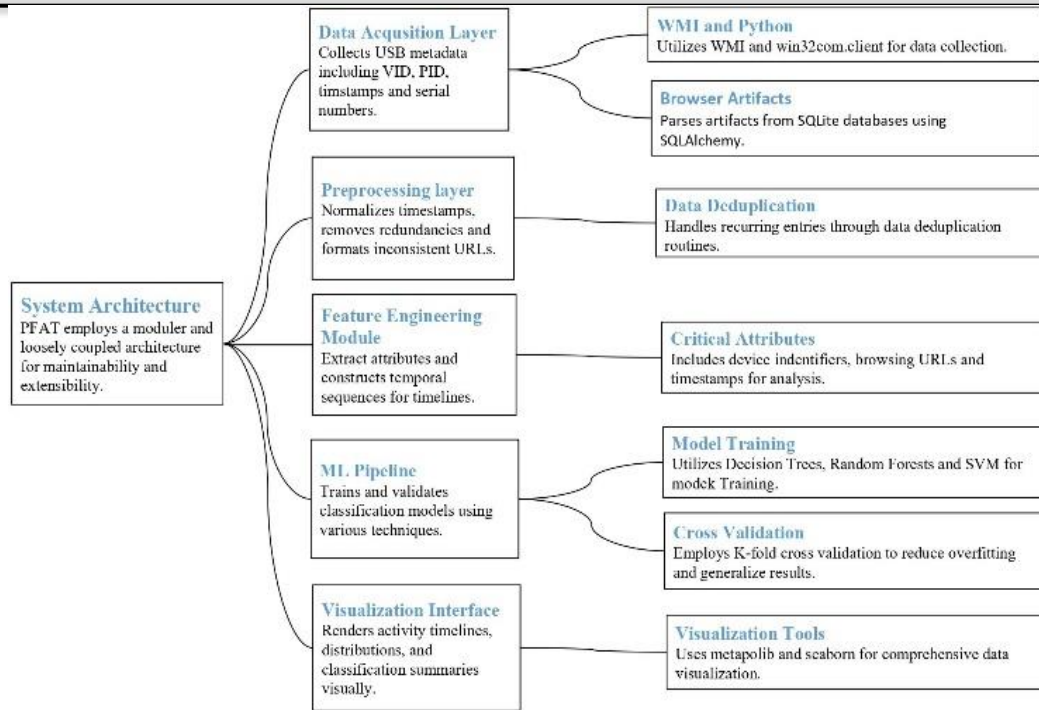 Data Acqusition Layer
Collects USB metadata
including VID, PID,
timstamps and serial
numbers.
WMI and Python
Utilizes WMI and win32com.client for data collection.
Browser Artifacts
Parses artifacts from SQLite databases using
SQLAlchemy.
Preprocessing layer
Normalizes timestamps,
removes redundancies and
formats inconsistent URLs.
Data Deduplication
Handles recurring entries through data deduplication
routines.
System Architecture
PFAT employs a moduler and
loosely coupled architecture
for maintainability and
extensibility.
Feature Engineering
Module
Extract attributes and
constructs temporal
sequences for timelines.
Critical Attributes
Includes device indentifiers, browsing URLs and
timestamps for analysis.
ML Pipeline
Trains and validates
classification models using
various techniques.
Model Training
Utilizes Decision Trees, Random Forests and SVM for
modek Training.
Cross Validation
Employs K-fold cross validation to reduce overfitting
and generalize results.
Visualization Interface
Renders activity timelines,
distributions, and
classification summaries
visually.
Visualization Tools
Uses metapolib and seaborn for comprehensive data
visualization.